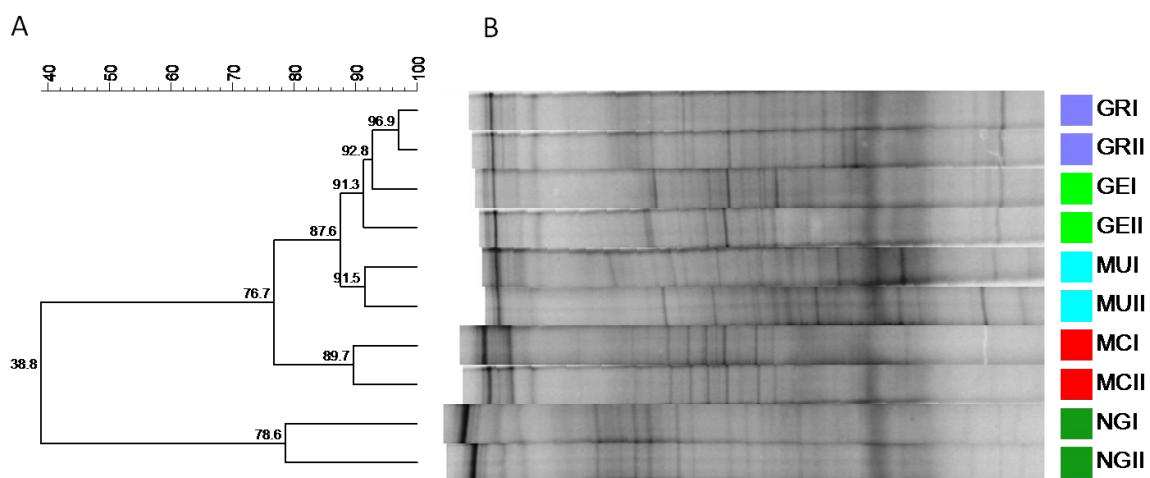 A
B
40 50 60 70 80 90 100
96.9
92.8
91.3
87.6
91.5
76.7
89.7
38.8
78.6
GRI
GRII
GEI
GEII
MUI
MUII
MCI
MCII
NGI
NGII